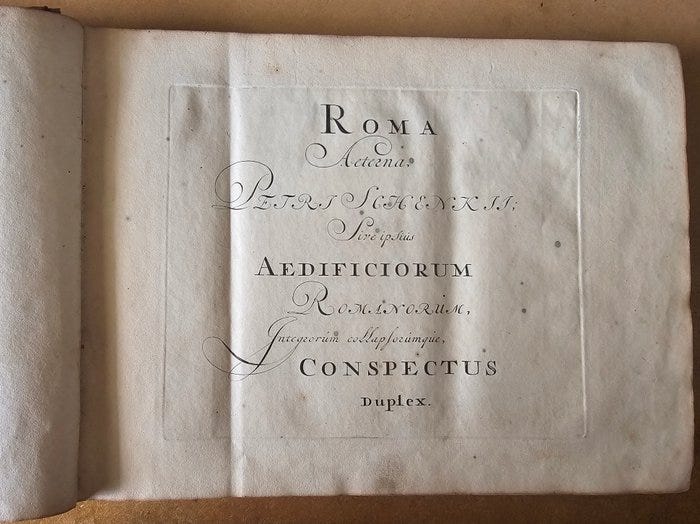 ROMA
Aeterna.
PETRI SCHENKII;
Sive ipsius
AEDIFICIORUM
ROMANORUM,
Integrorum collapsorumque,
CONSPECTUS
Duplex.